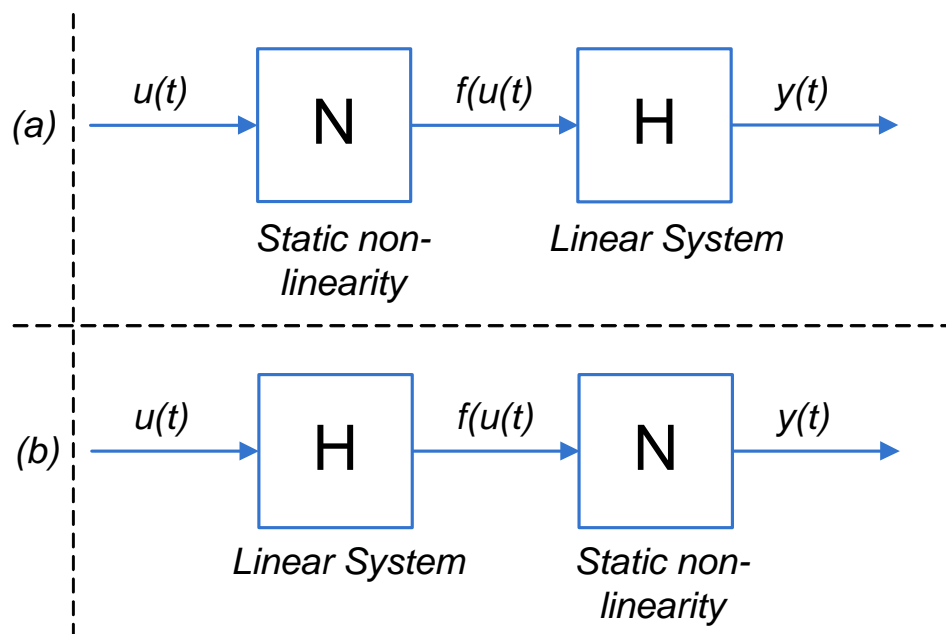 (a) u(t) N f(u(t) H y(t)
Static non-
linearity
Linear System
(b) u(t) H f(u(t) N y(t)
Linear System
Static non-
linearity